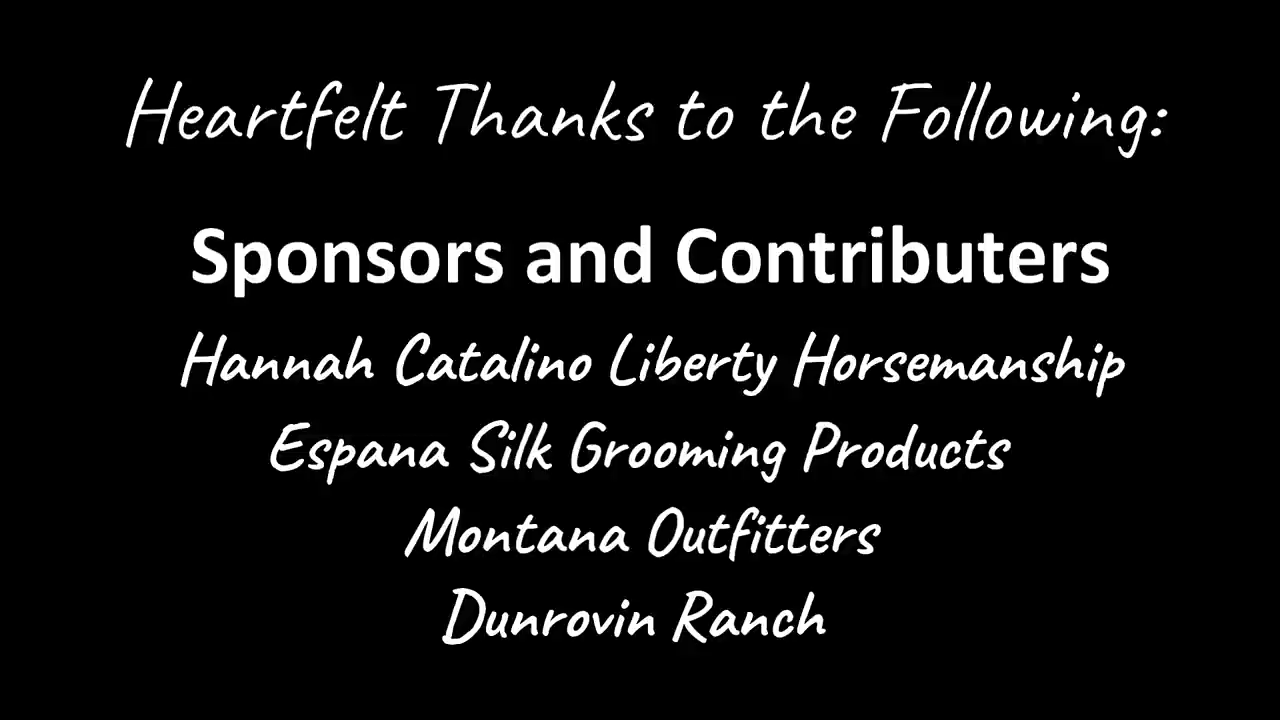 Heartfelt Thanks to the Following:
Sponsors and Contributers
Hannah Catalino Liberty Horsemanship
Espana Silk Grooming Products
Montana Outfitters
Dunrovin Ranch